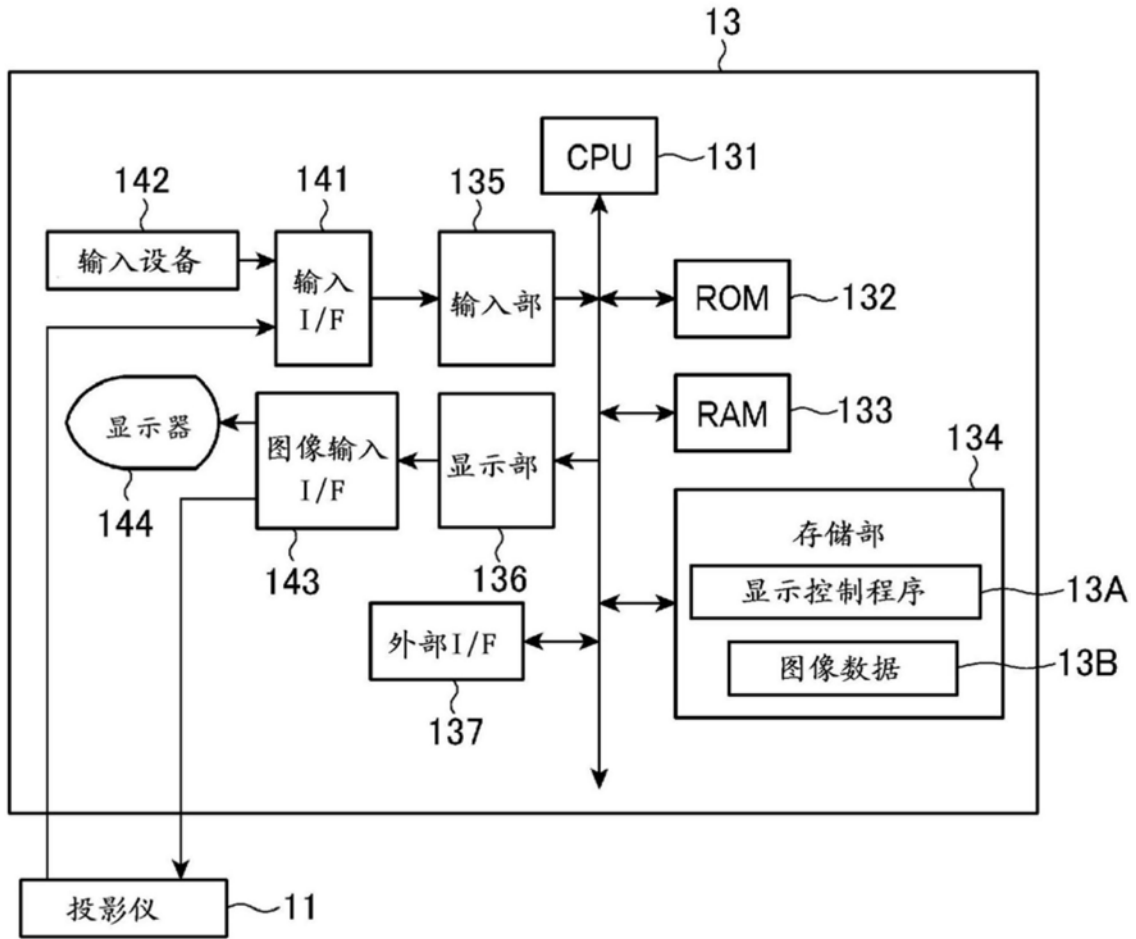 13
CPU
131
142
141
135
输入设备
输入
I/F
输入部
ROM
132
RAM
133
显示器
图像输入
I/F
显示部
134
144
143
136
存储部
显示控制程序
13A
图像数据
13B
外部I/F
137
投影仪
11